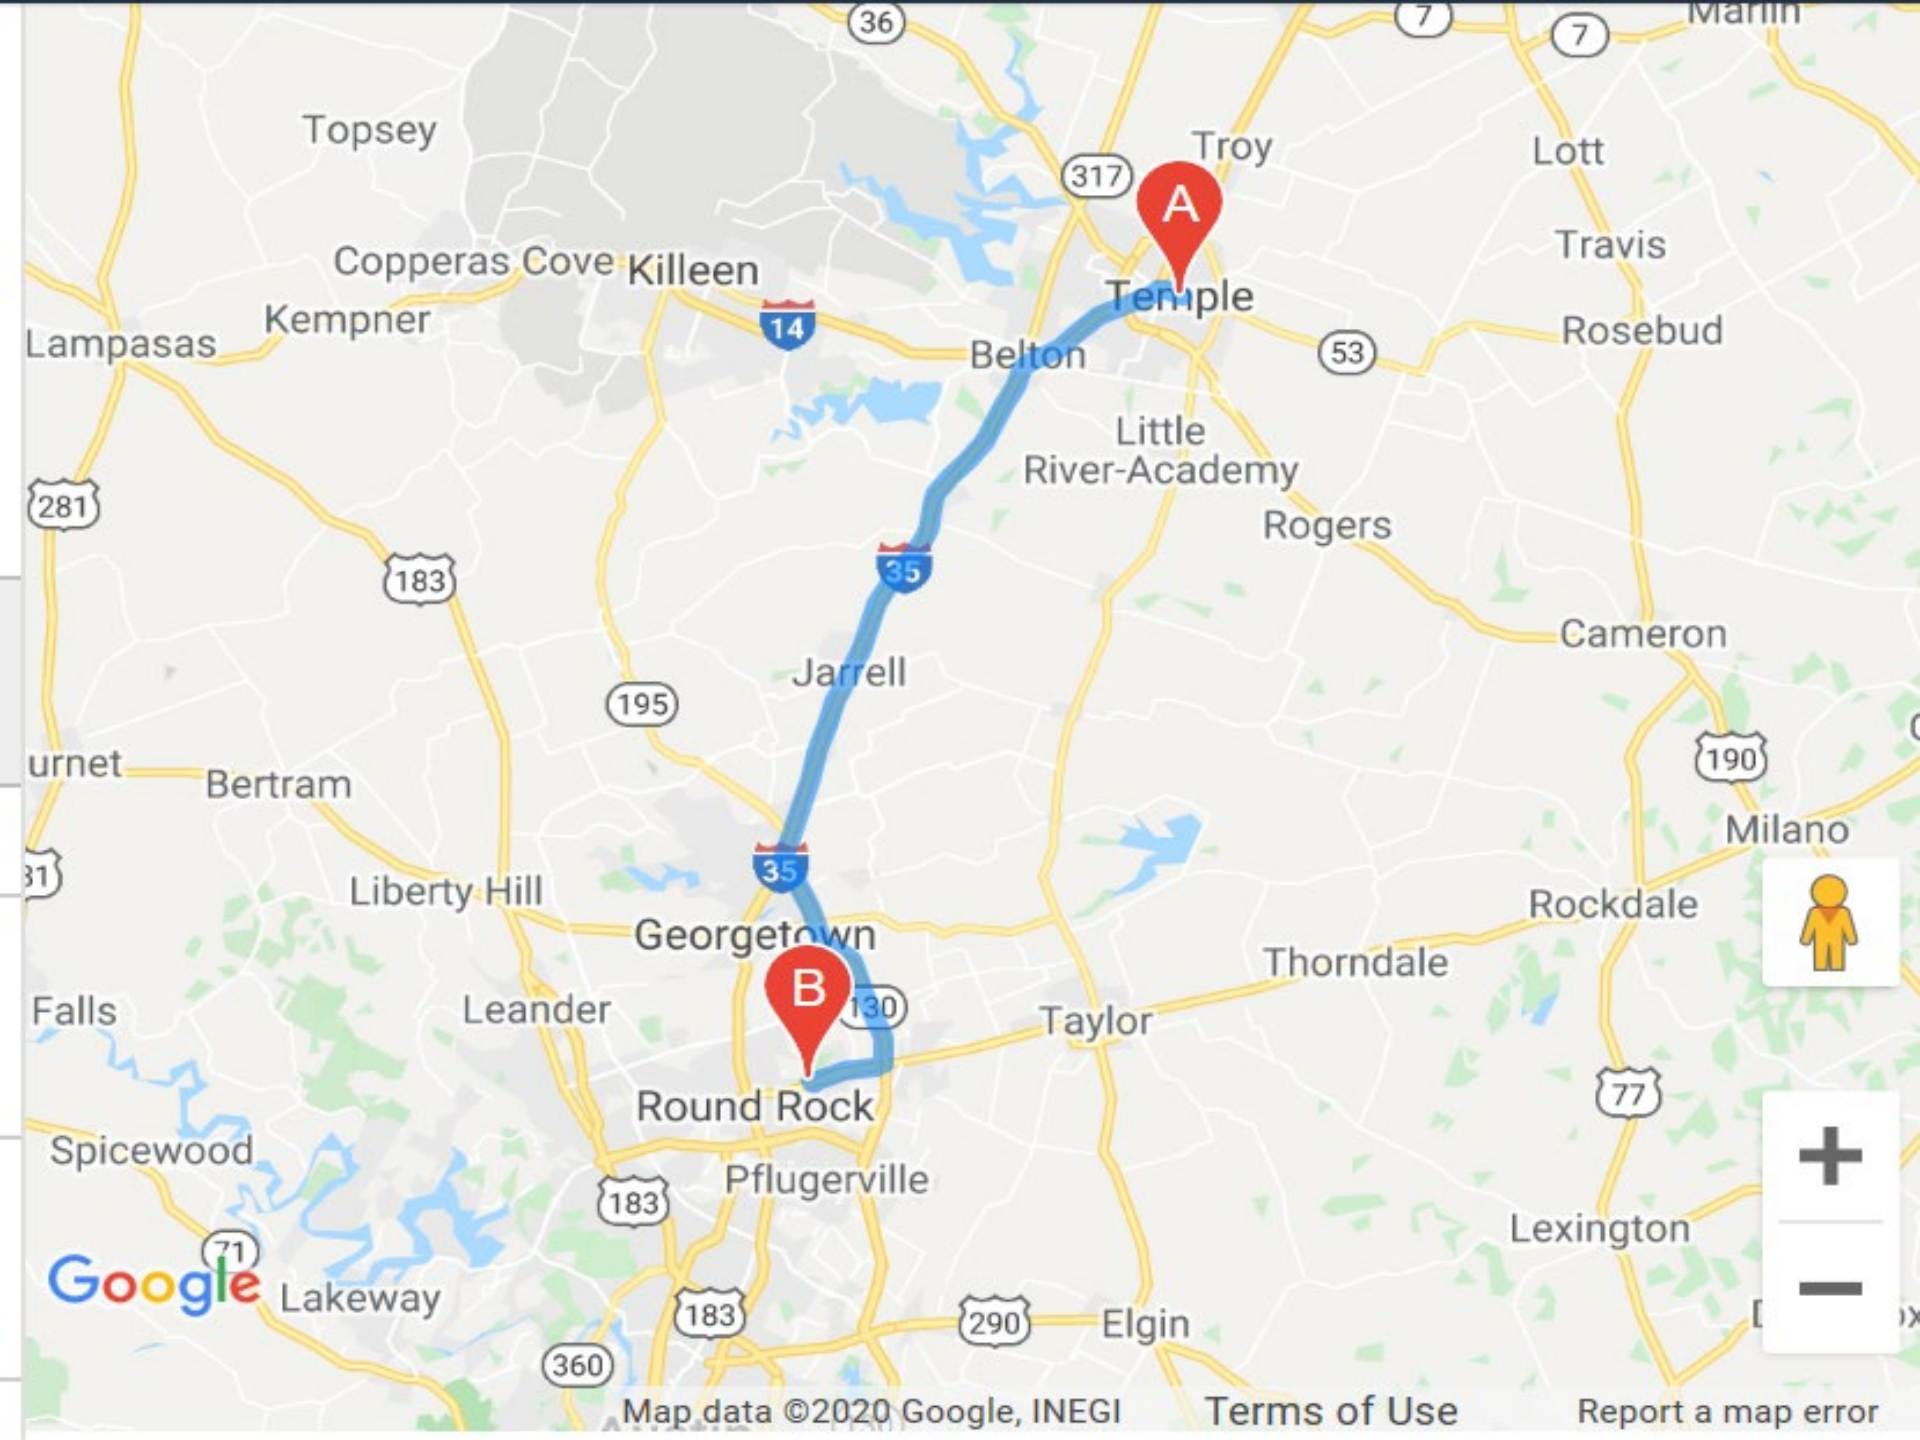 36
7
7
Marlin
Topsey
Troy
Lott
317
A
Travis
Copperas Cove
Killeen
Temple
14
Kempner
Lampasas
Rosebud
Belton
53
Little
River-Academy
281
Rogers
35
183
Cameron
Jarrell
195
190
urnet
Bertram
Milano
35
31
Liberty Hill
Rockdale
Georgetown
Thorndale
B
130
Falls
Leander
Taylor
77
Round Rock
Spicewood
Pflugerville
183
Lexington
71
Google
Lakeway
183
290
Elgin
360
Map data ©2020 Google, INEGI
Terms of Use
Report a map error
Austin
130